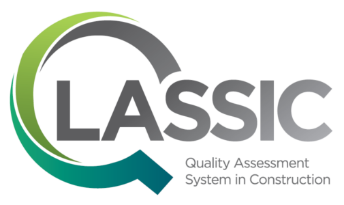 QLASSIC
Quality Assessment
System in Construction